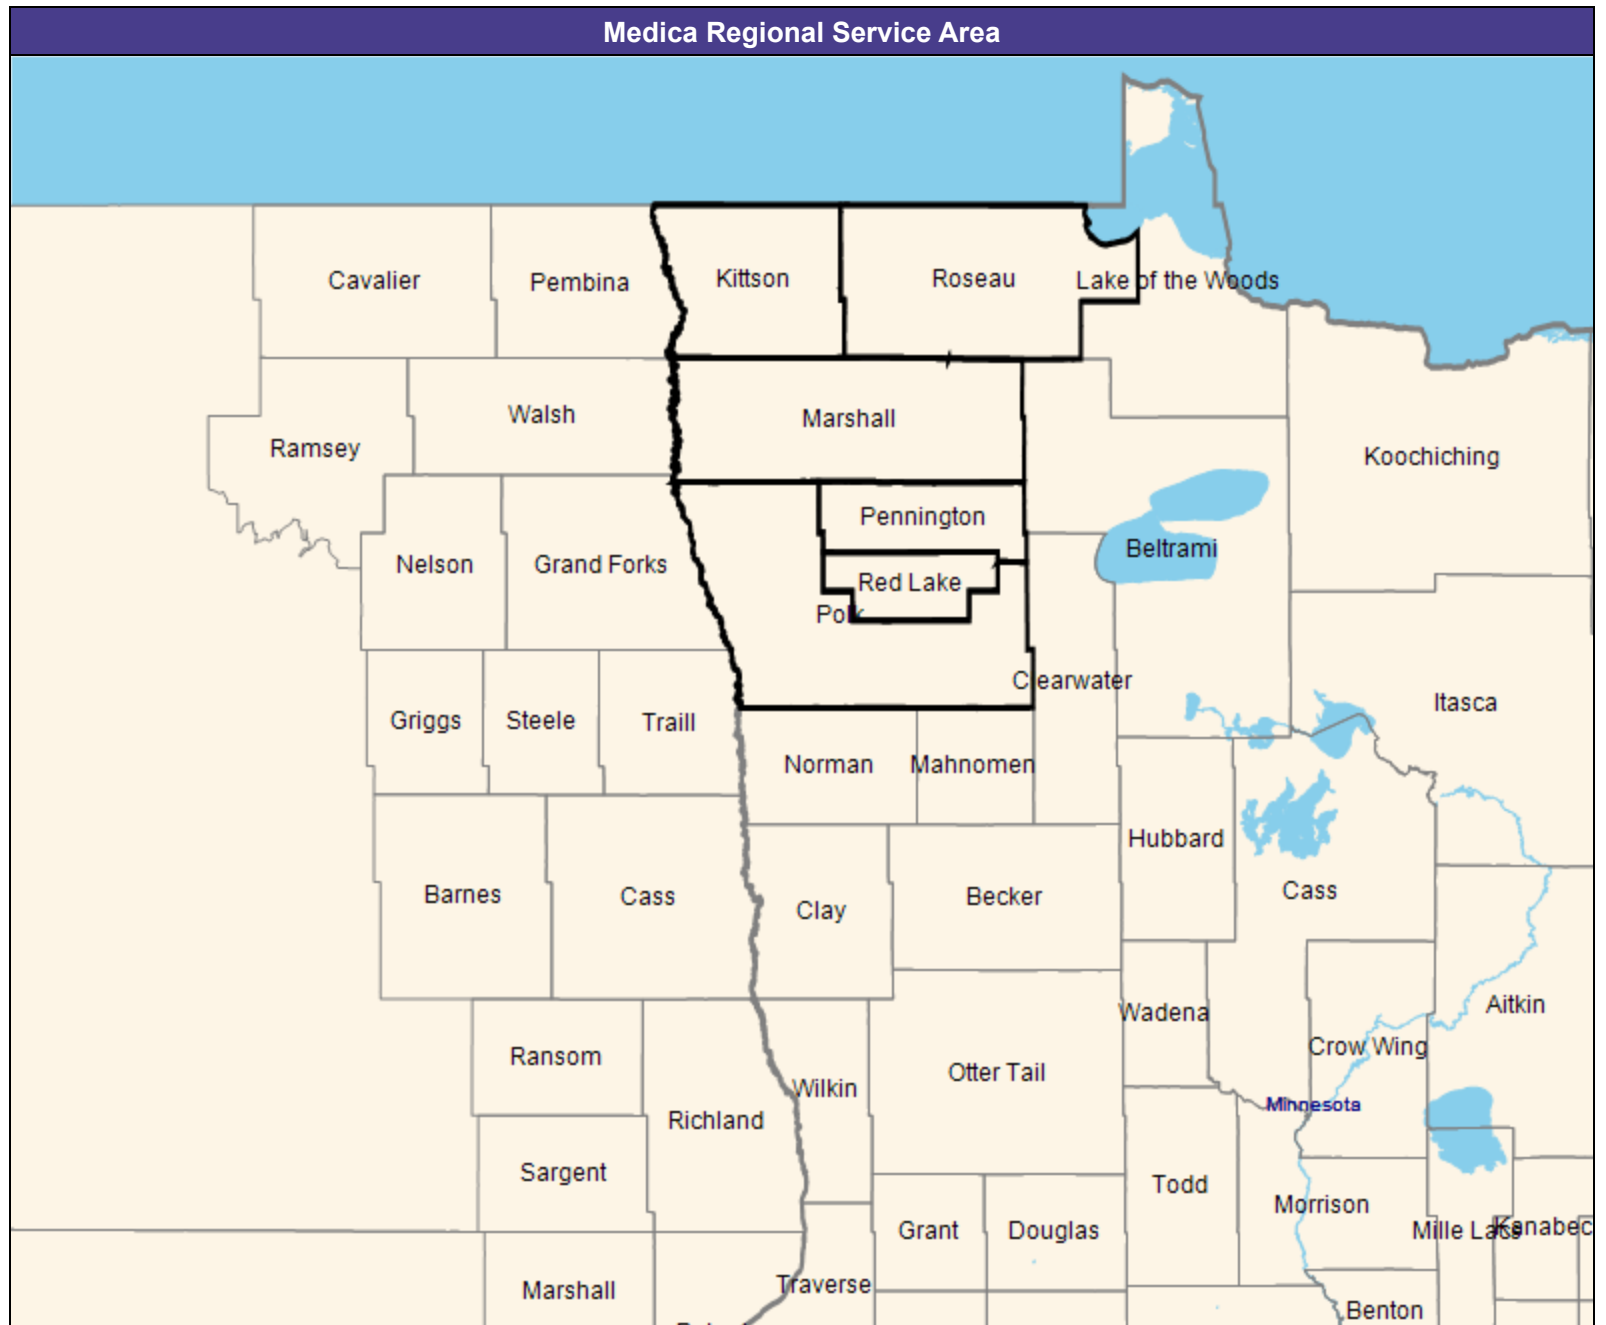 Medica Regional Service Area
Cavalier
Pembina
Kittson
Roseau
Lake of the Woods
Walsh
Marshall
Ramsey
Koochiching
Pennington
Nelson
Grand Forks
Red Lake
Beltrami
Polk
Clearwater
Itasca
Griggs
Steele
Traill
Norman
Mahnomen
Hubbard
Barnes
Cass
Clay
Becker
Cass
Wadena
Aitkin
Ransom
Otter Tail
Crow Wing
Wilkin
Minnesota
Richland
Sargent
Todd
Morrison
Grant
Douglas
Mille Lacs
Kanabec
Marshall
Traverse
Benton